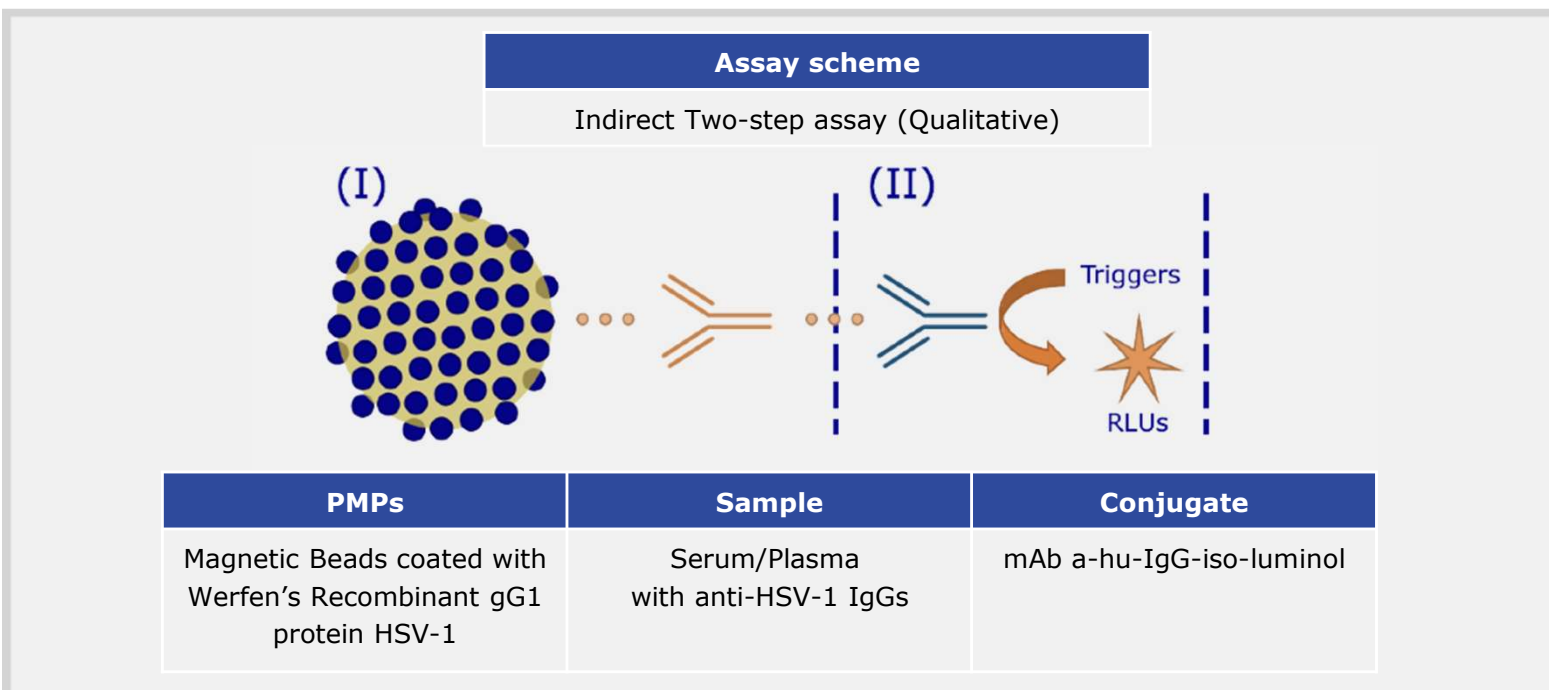 Assay scheme
Indirect Two-step assay (Qualitative)
(I)
(II)
Triggers
RLUs
PMPs
Sample
Conjugate
Magnetic Beads coated with
Werfen's Recombinant gG1
protein HSV-1
Serum/Plasma
with anti-HSV-1 IgGs
mAb a-hu-IgG-iso-luminol